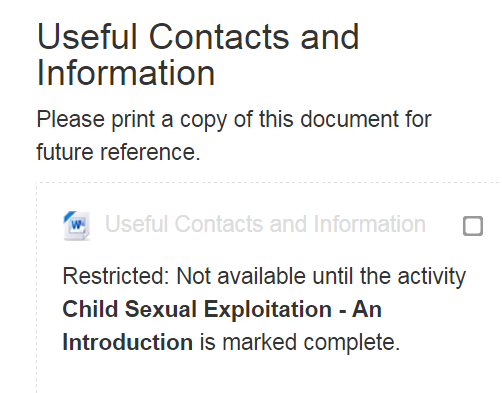 Useful Contacts and
Information
Please print a copy of this document for
future reference.
Useful Contacts and Information
Restricted: Not available until the activity
Child Sexual Exploitation - An
Introduction is marked complete.